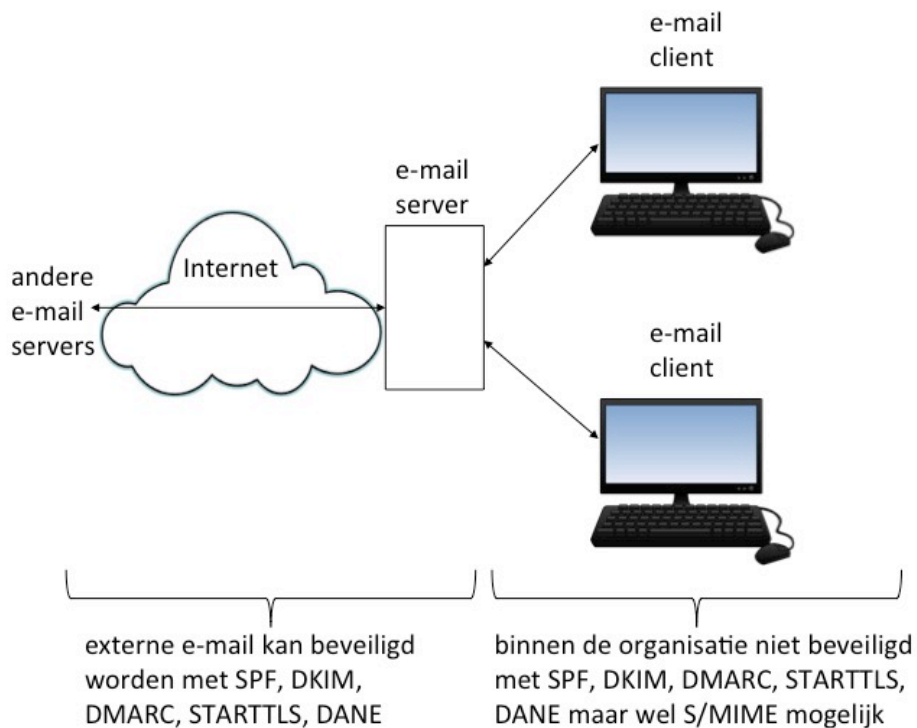 e-mail
client
e-mail
server
Internet
andere
e-mail
servers
e-mail
client
externe e-mail kan beveiligd
worden met SPF, DKIM,
DMARC, STARTTLS, DANE
binnen de organisatie niet beveiligd
met SPF, DKIM, DMARC, STARTTLS,
DANE maar wel S/MIME mogelijk